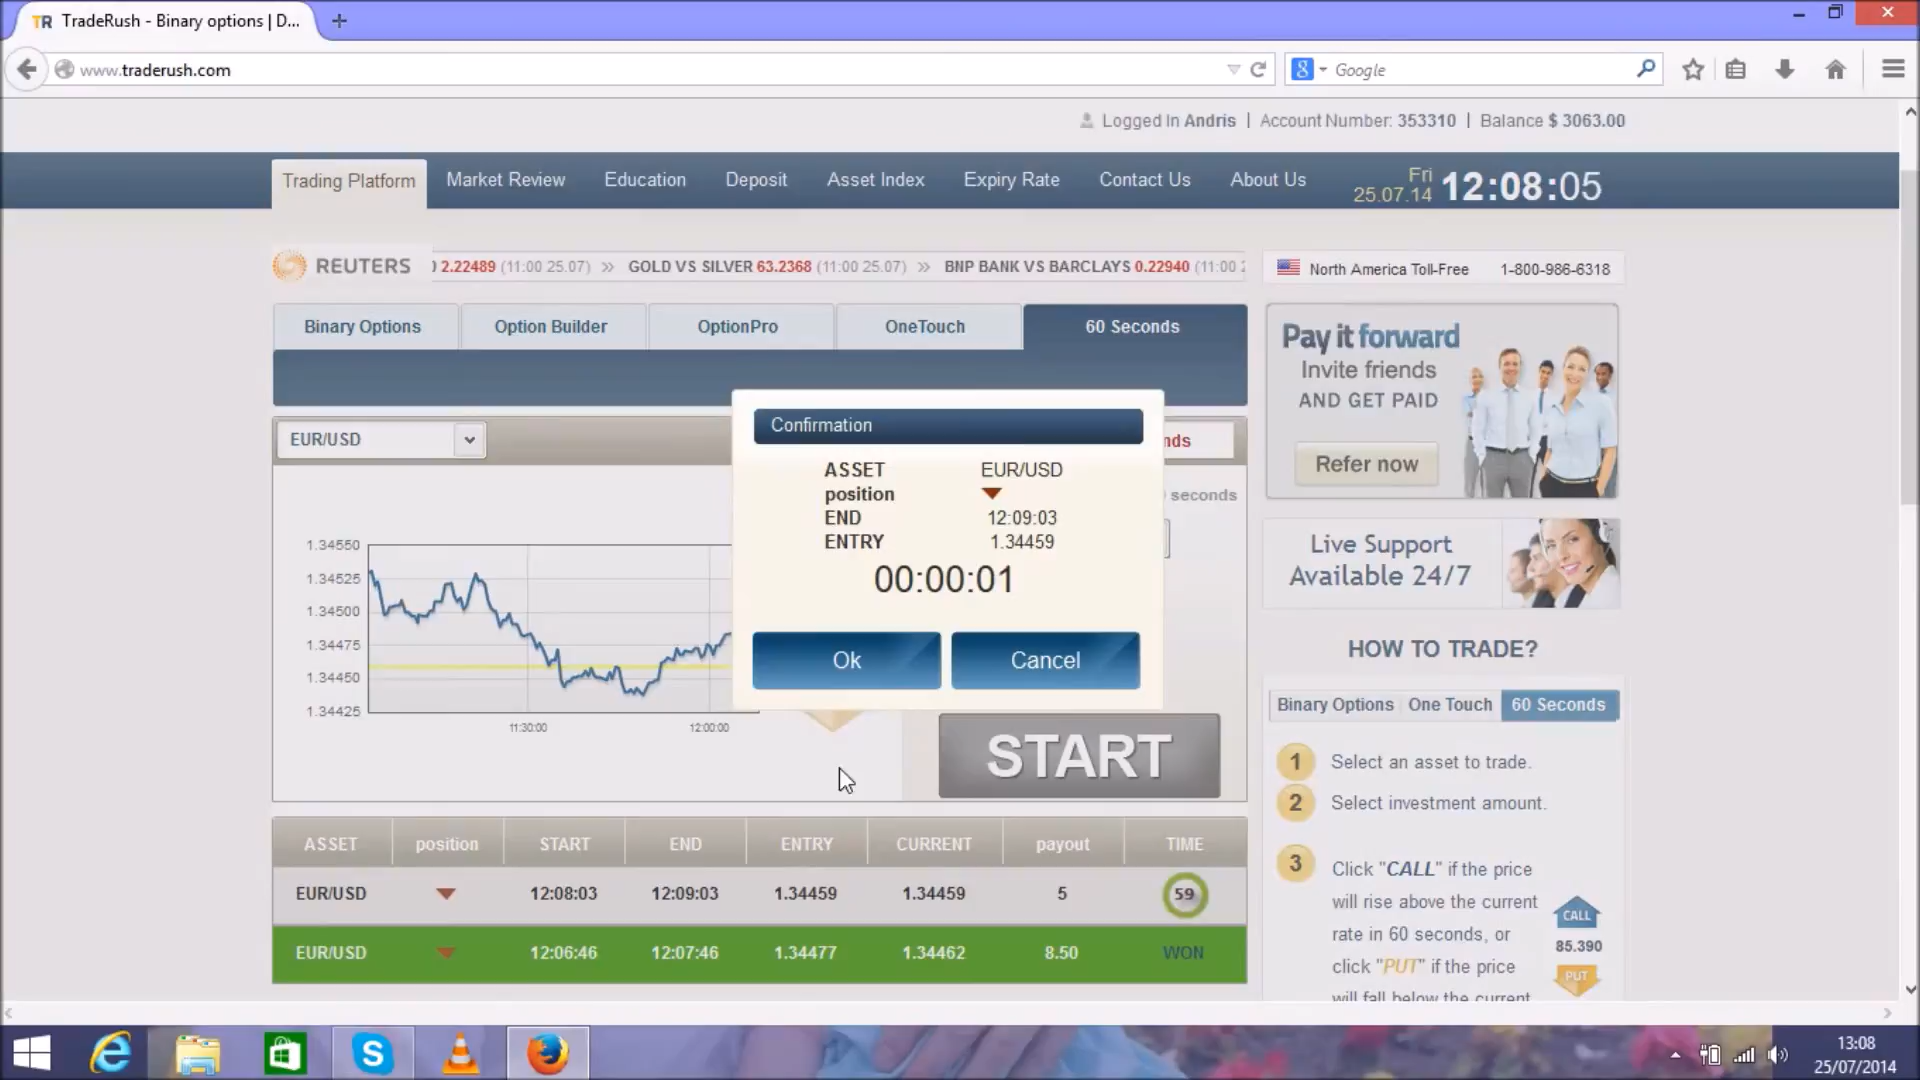 TR TradeRush - Binary options | D...
www.traderush.com
Google
Logged In Andris | Account Number: 353310 | Balance $ 3063.00
Trading Platform Market Review Education Deposit Asset Index Expiry Rate Contact Us About Us
Fri
25.07.14
12:08:05
REUTERS 2.22489 (11:00 25.07) » GOLD VS SILVER 63.2368 (11:00 25.07) » BNP BANK VS BARCLAYS 0.22940 (11:00
North America Toll-Free 1-800-986-6318
Binary Options Option Builder OptionPro OneTouch 60 Seconds
Pay it forward
Invite friends
AND GET PAID
Refer now
EUR/USD
nds
seconds
Confirmation
ASSET EUR/USD
position
END 12:09:03
ENTRY 1.34459
00:00:01
Ok Cancel
1.34550
1.34525
1.34500
1.34475
1.34450
1.34425
11:30:00 12:00:00
START
Live Support
Available 24/7
HOW TO TRADE?
Binary Options One Touch 60 Seconds
1 Select an asset to trade.
2 Select investment amount.
3 Click "CALL" if the price
will rise above the current
rate in 60 seconds, or
click "PUT" if the price
will fall below the current
CALL
85.390
PUT
ASSET position START END ENTRY CURRENT payout TIME
EUR/USD 12:08:03 12:09:03 1.34459 1.34459 5 59
EUR/USD 12:06:46 12:07:46 1.34477 1.34462 8.50 WON
13:08
25/07/2014